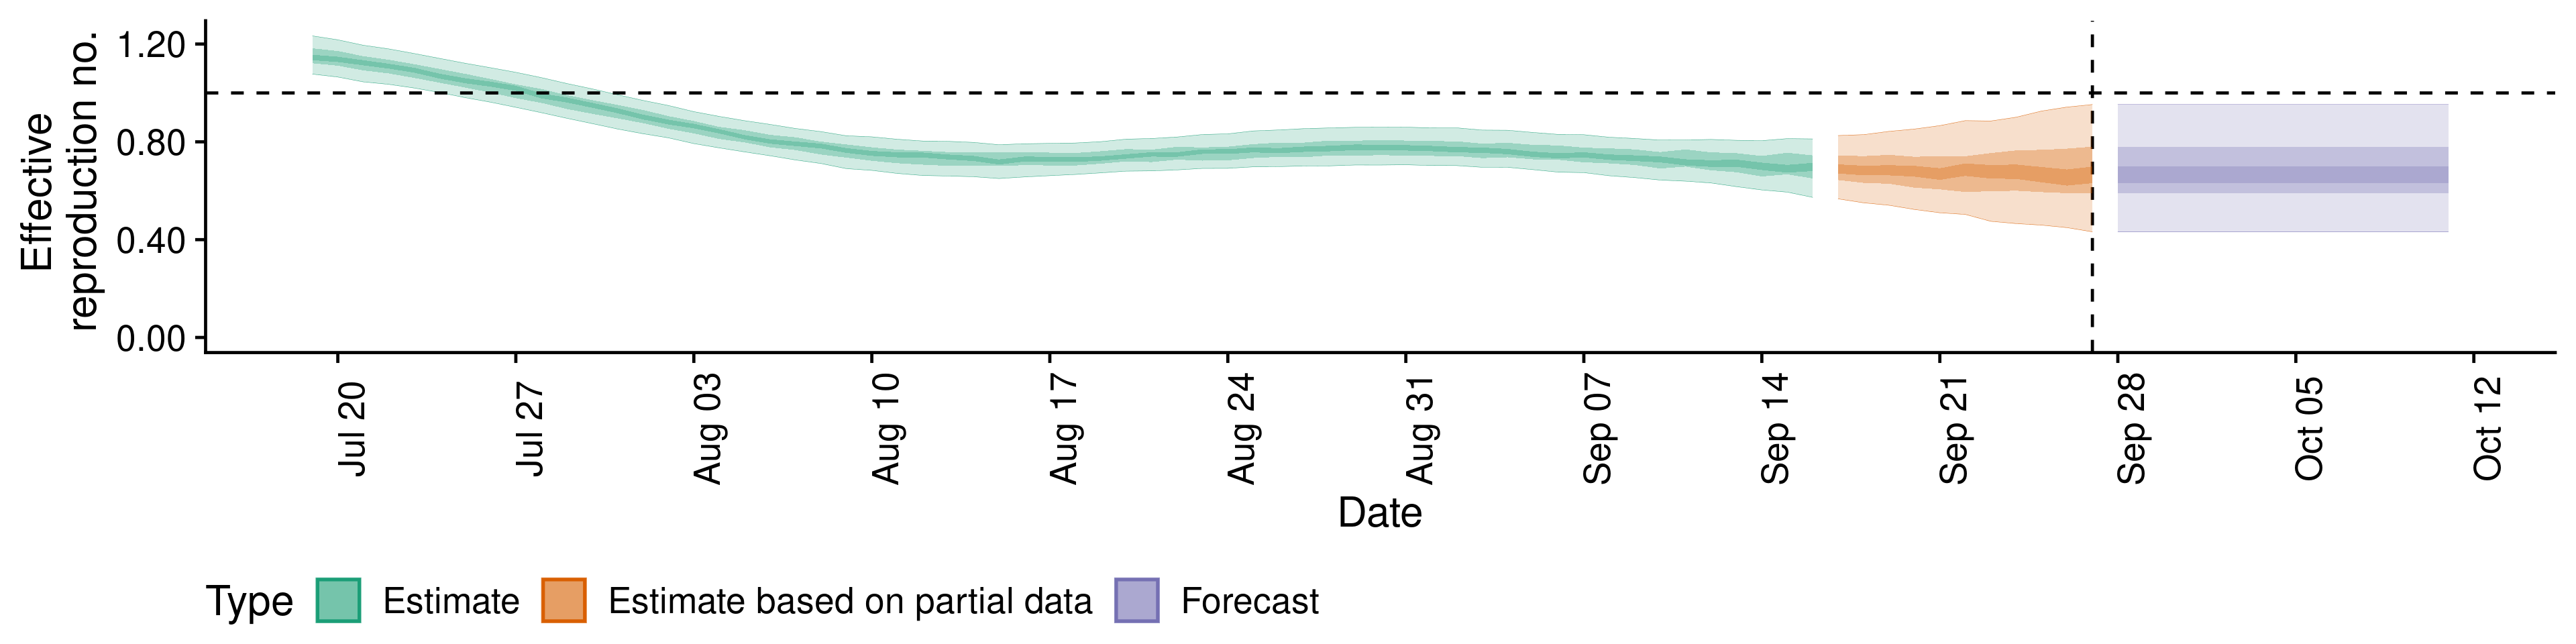 Effective
reproduction no.
1.20
0.80
0.40
0.00
Jul 20
Jul 27
Aug 03
Aug 10
Aug 17
Aug 24
Aug 31
Sep 07
Sep 14
Sep 21
Sep 28
Oct 05
Oct 12
Date
Type Estimate Estimate based on partial data Forecast